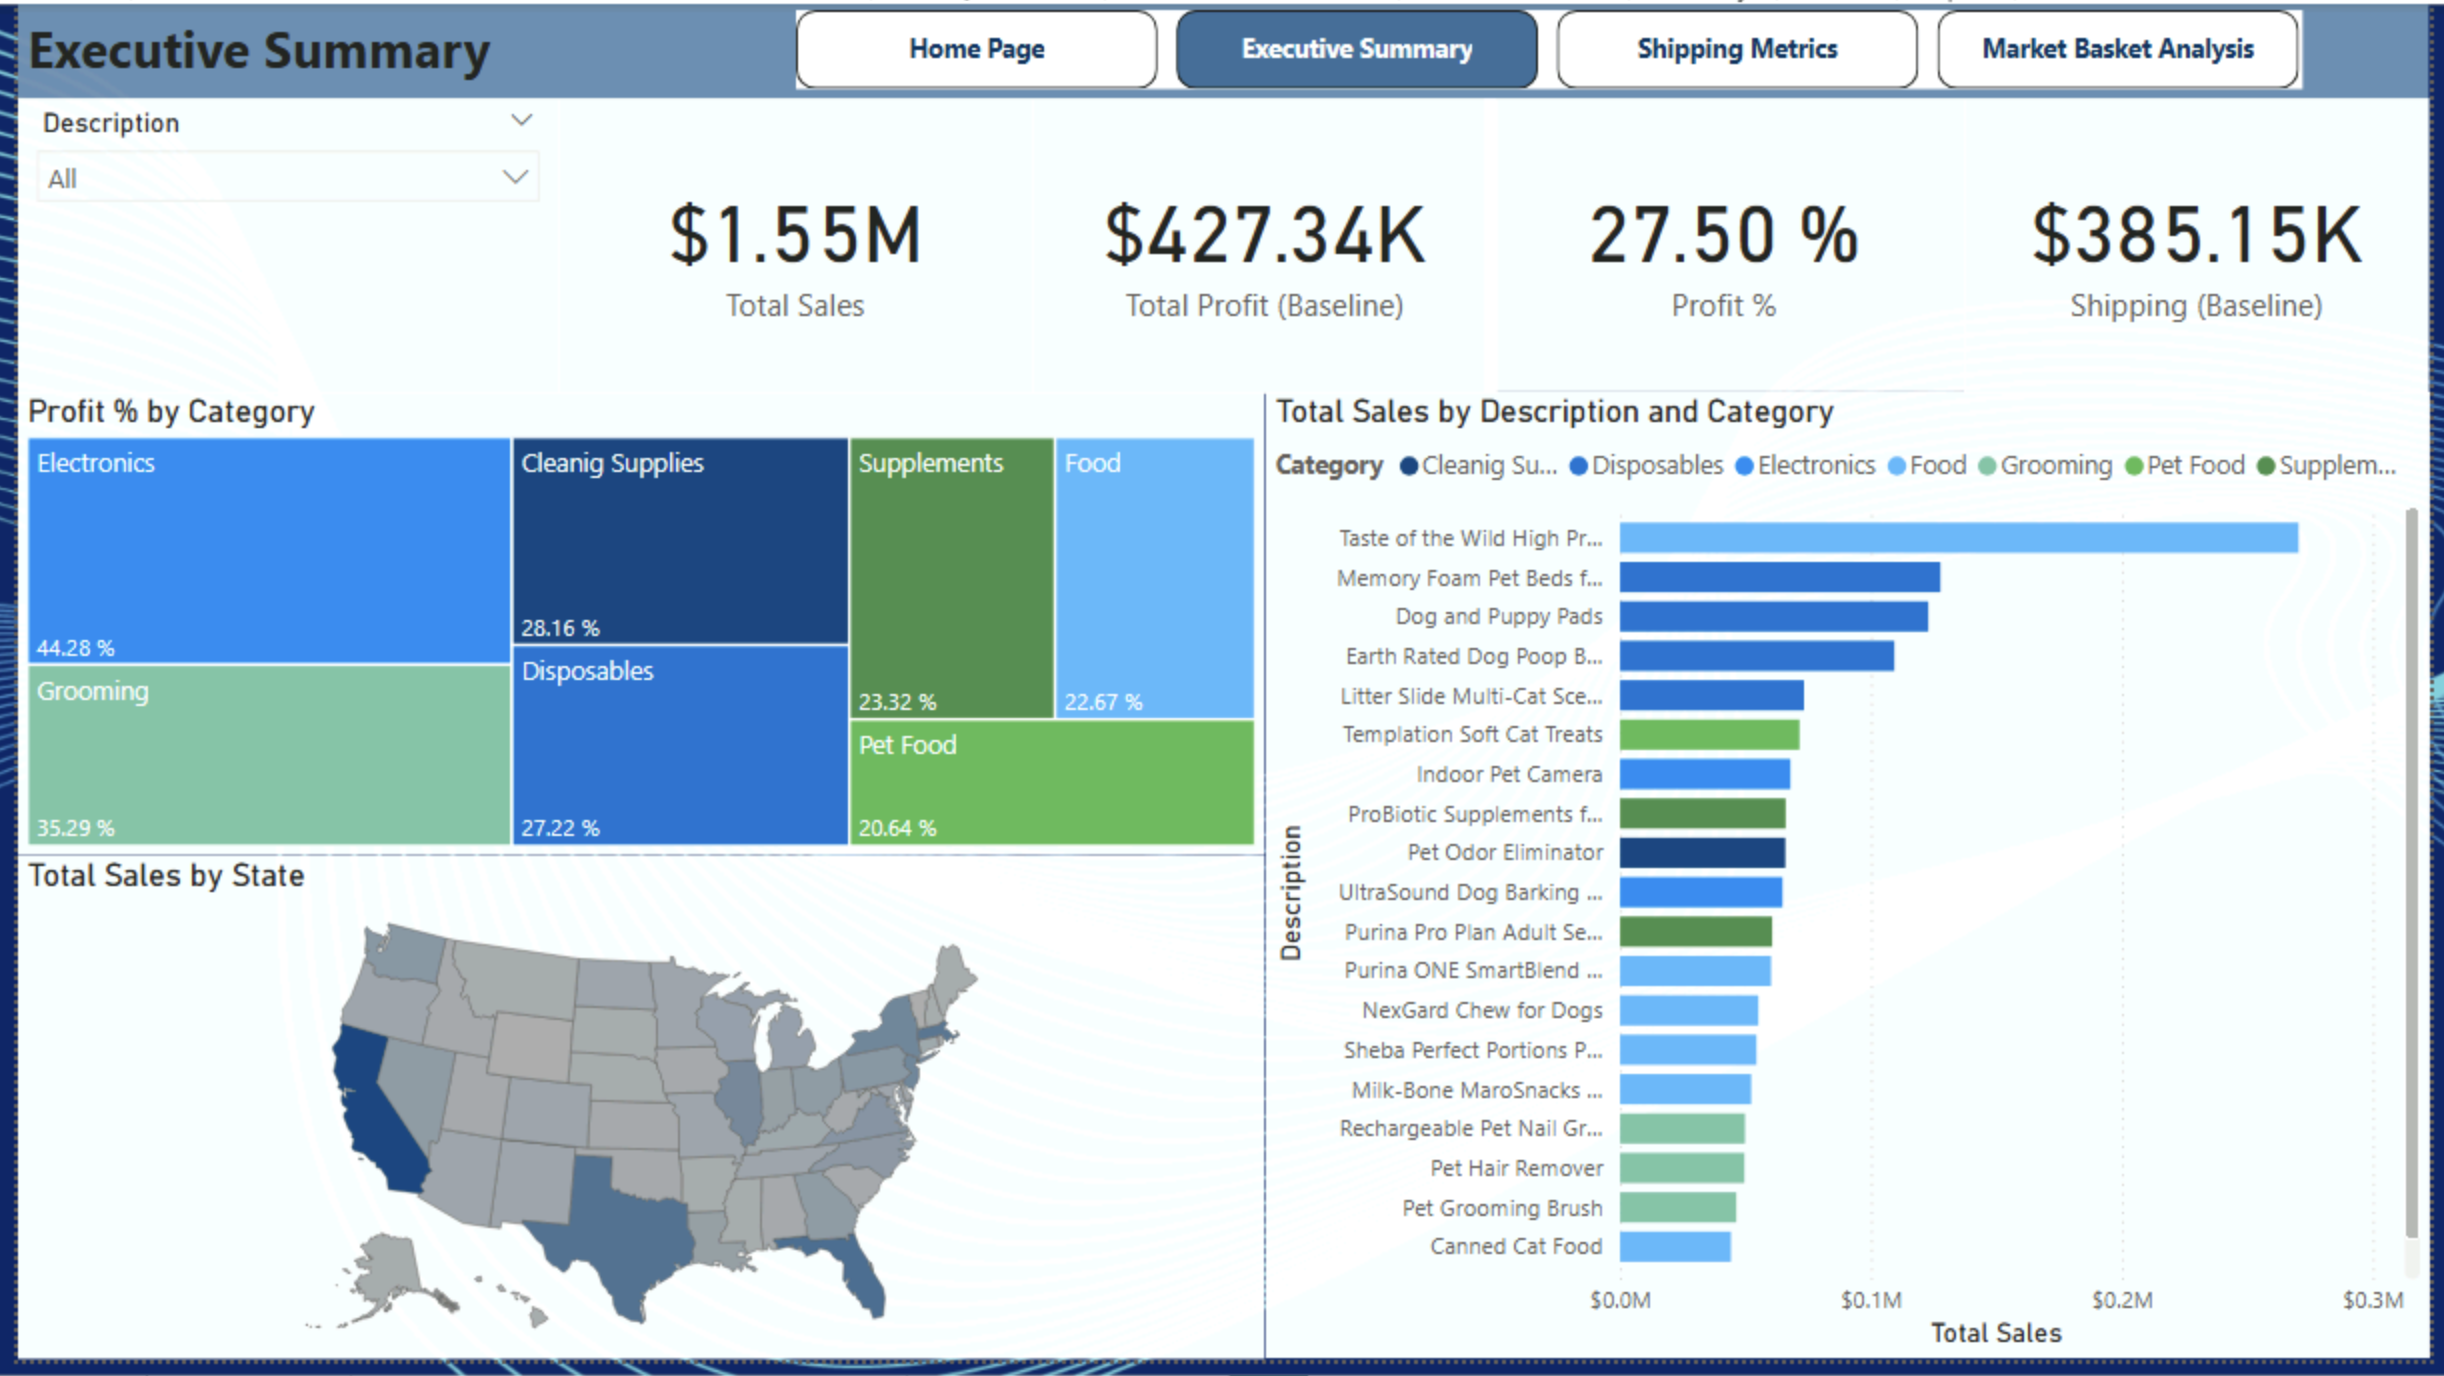 Executive Summary
Home Page
Executive Summary
Shipping Metrics
Market Basket Analysis
Description
All
$1.55M
Total Sales
$427.34K
Total Profit (Baseline)
27.50 %
Profit %
$385.15K
Shipping (Baseline)
Profit % by Category
Electronics
44.28 %
Grooming
35.29 %
Cleanig Supplies
28.16 %
Disposables
27.22 %
Supplements
23.32 %
Food
22.67 %
Pet Food
20.64 %
Total Sales by State
Total Sales by Description and Category
Category Cleanig Su... Disposables Electronics Food Grooming Pet Food Supplem...
Description
Taste of the Wild High Pr...
Memory Foam Pet Beds f...
Dog and Puppy Pads
Earth Rated Dog Poop B...
Litter Slide Multi-Cat Sce...
Templation Soft Cat Treats
Indoor Pet Camera
ProBiotic Supplements f...
Pet Odor Eliminator
UltraSound Dog Barking ...
Purina Pro Plan Adult Se...
Purina ONE SmartBlend ...
NexGard Chew for Dogs
Sheba Perfect Portions P...
Milk-Bone MaroSnacks ...
Rechargeable Pet Nail Gr...
Pet Hair Remover
Pet Grooming Brush
Canned Cat Food
$0.0M $0.1M $0.2M $0.3M
Total Sales